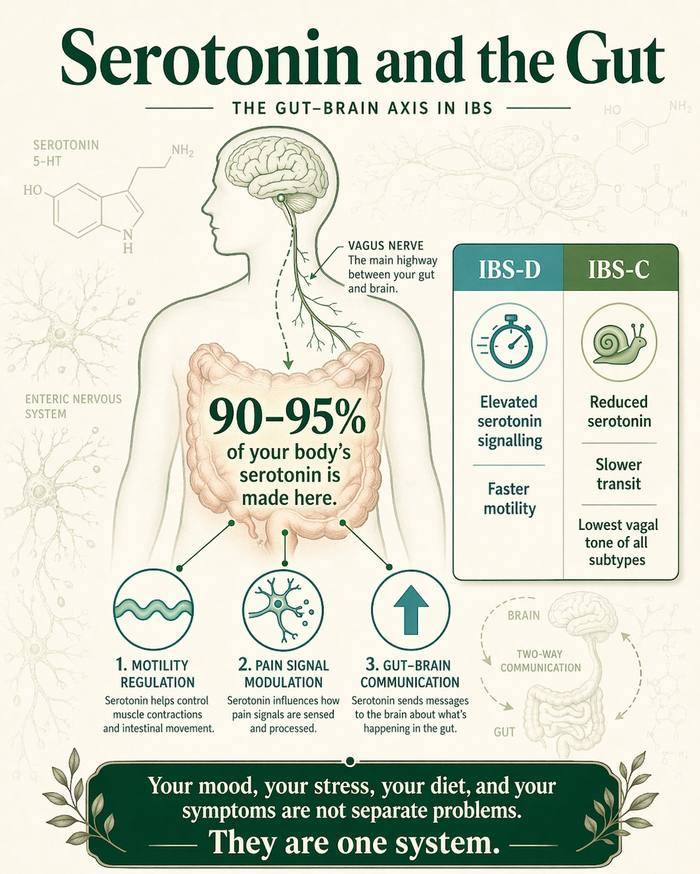 Serotonin and the Gut
THE GUT–BRAIN AXIS IN IBS
SEROTONIN
5-HT
HO
NH₂
N
H
HO
NH₂
VAGUS NERVE
The main highway
between your gut
and brain.
ENTERIC NERVOUS
SYSTEM
90–95%
of your body's
serotonin is
made here.
IBS-D
Elevated
serotonin
signalling
Faster
motility
IBS-C
Reduced
serotonin
Slower
transit
Lowest vagal
tone of all
subtypes
1. MOTILITY
REGULATION
Serotonin helps control
muscle contractions
and intestinal movement.
2. PAIN SIGNAL
MODULATION
Serotonin influences how
pain signals are sensed
and processed.
3. GUT–BRAIN
COMMUNICATION
Serotonin sends messages
to the brain about what's
happening in the gut.
BRAIN
TWO-WAY
COMMUNICATION
GUT
Your mood, your stress, your diet, and your
symptoms are not separate problems.
They are one system.